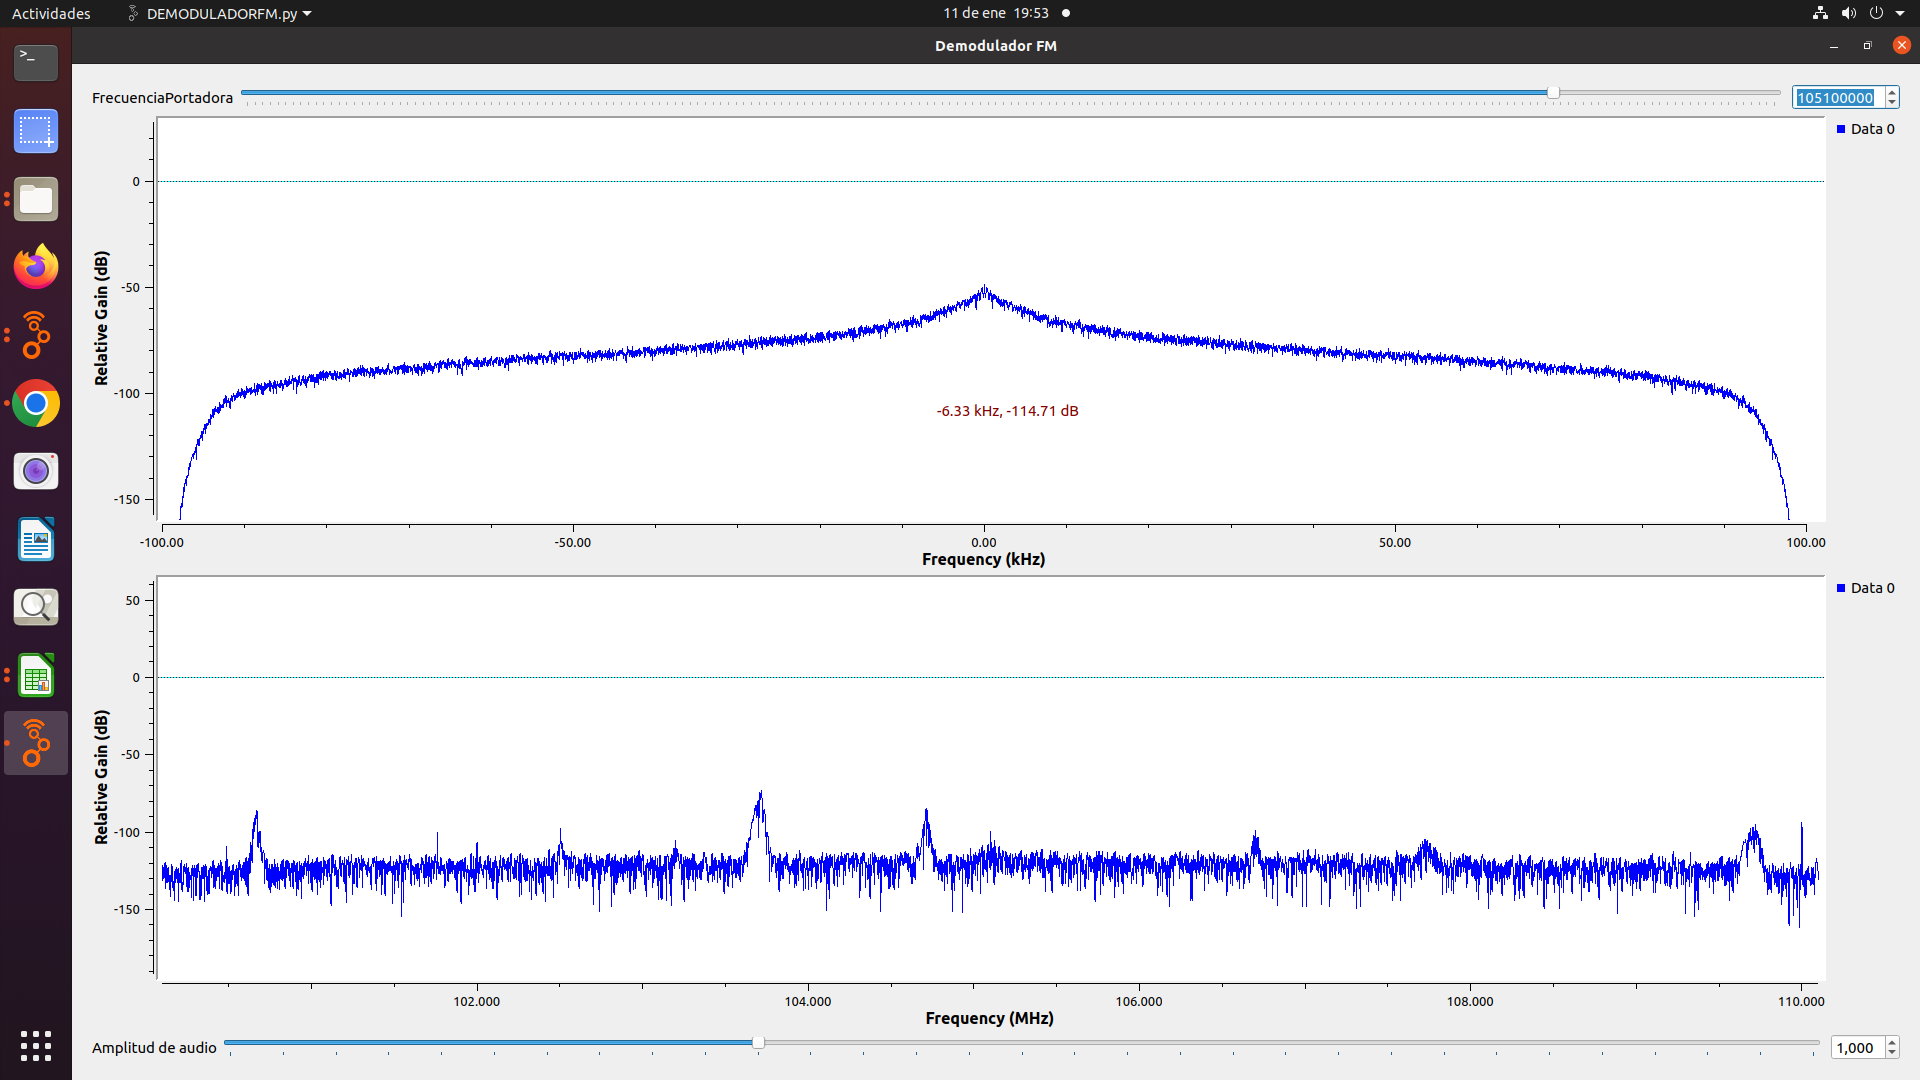 Actividades
DEMODULADORFM.py
11 de ene 19:53
Demodulador FM
>_
FrecuenciaPortadora
105100000
Data 0
Relative Gain (dB)
0
-50
-100
-150
-6.33 kHz, -114.71 dB
-100.00
-50.00
0.00
50.00
100.00
Frequency (kHz)
Data 0
Relative Gain (dB)
50
0
-50
-100
-150
102.000
104.000
106.000
108.000
110.000
Frequency (MHz)
Amplitud de audio
1,000